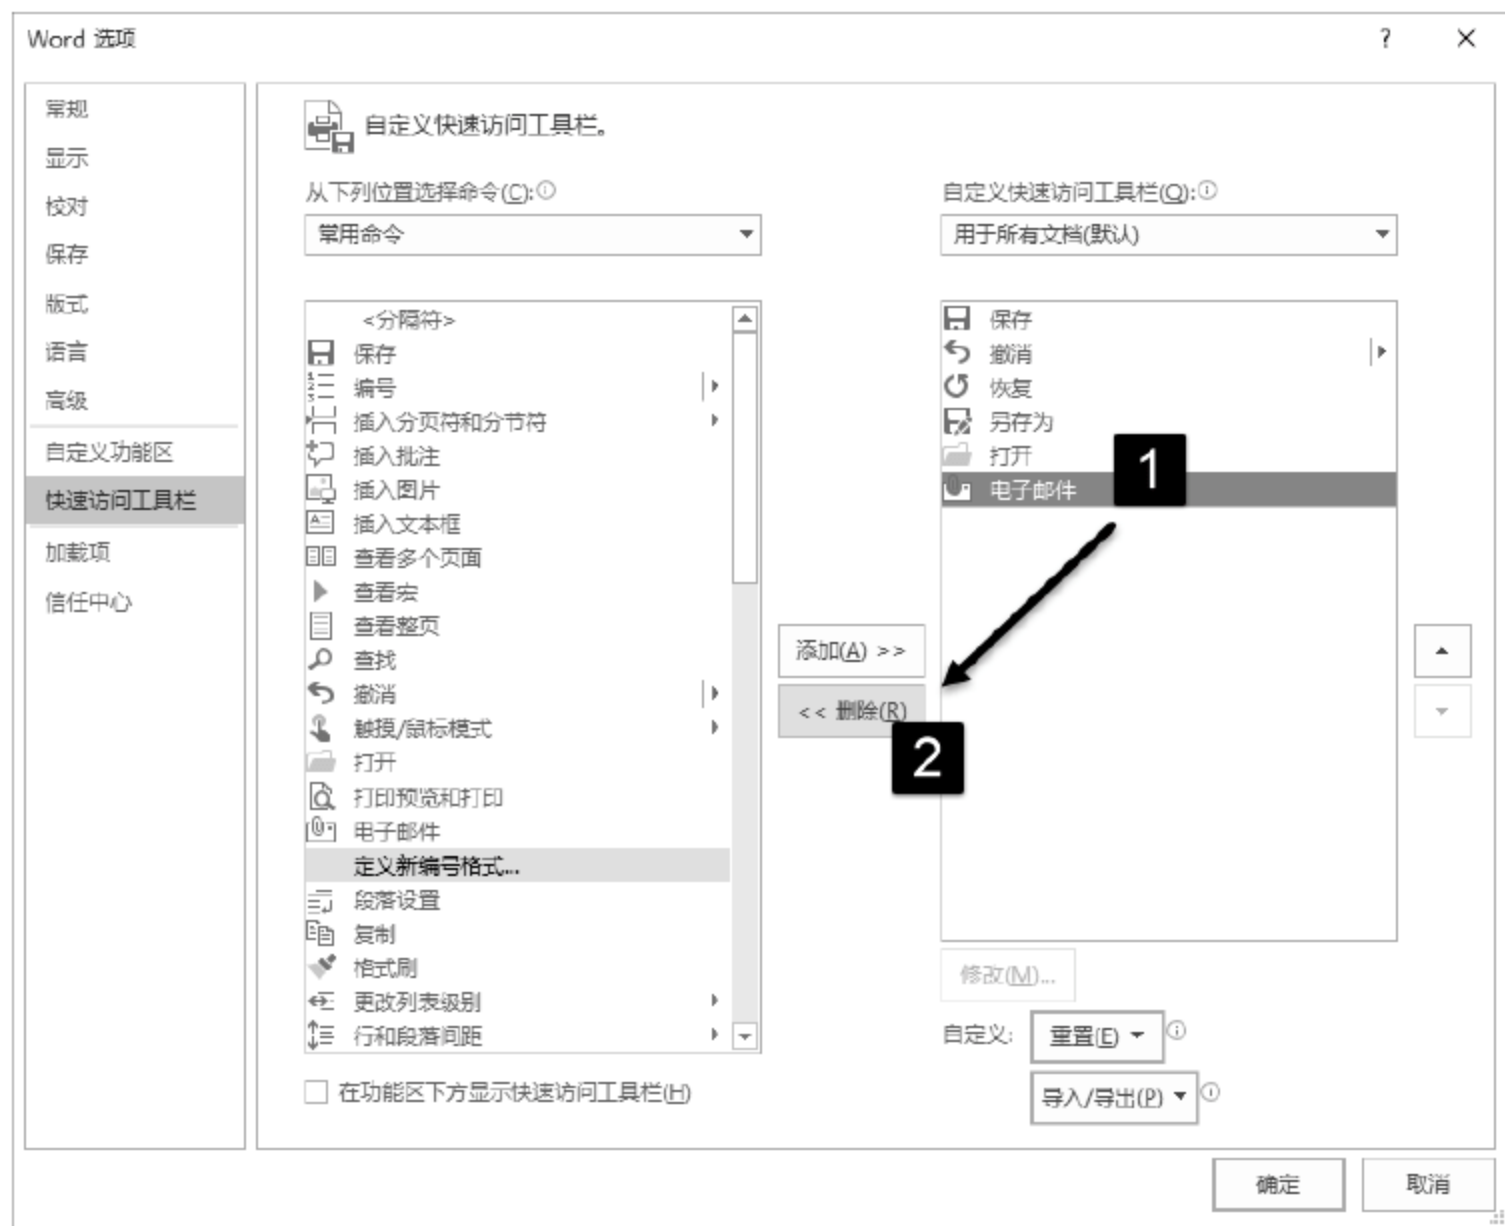 Word 选项
?
常规
显示
校对
保存
版式
语言
高级
自定义功能区
快速访问工具栏
加载项
信任中心
自定义快速访问工具栏。
从下列位置选择命令(C):
常用命令
<分隔符>
保存
编号
插入分页符和分节符
插入批注
插入图片
插入文本框
查看多个页面
查看宏
查看整页
查找
撤消
触摸/鼠标模式
打开
打印预览和打印
电子邮件
定义新编号格式...
段落设置
复制
格式刷
更改列表级别
行和段落间距
在功能区下方显示快速访问工具栏(H)
添加(A) >>
<< 删除(R)
2
自定义快速访问工具栏(Q):
用于所有文档(默认)
保存
撤消
恢复
另存为
打开
电子邮件
1
修改(M)...
自定义:
重置(E)
导入/导出(P)
确定
取消